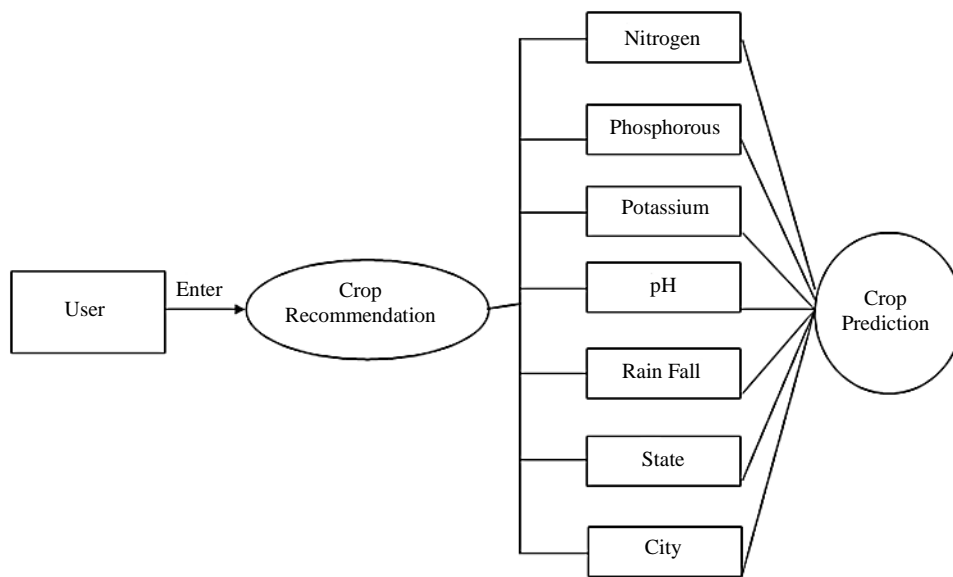 User
Enter
Crop
Recommendation
Nitrogen
Phosphorous
Potassium
pH
Rain Fall
State
City
Crop
Prediction